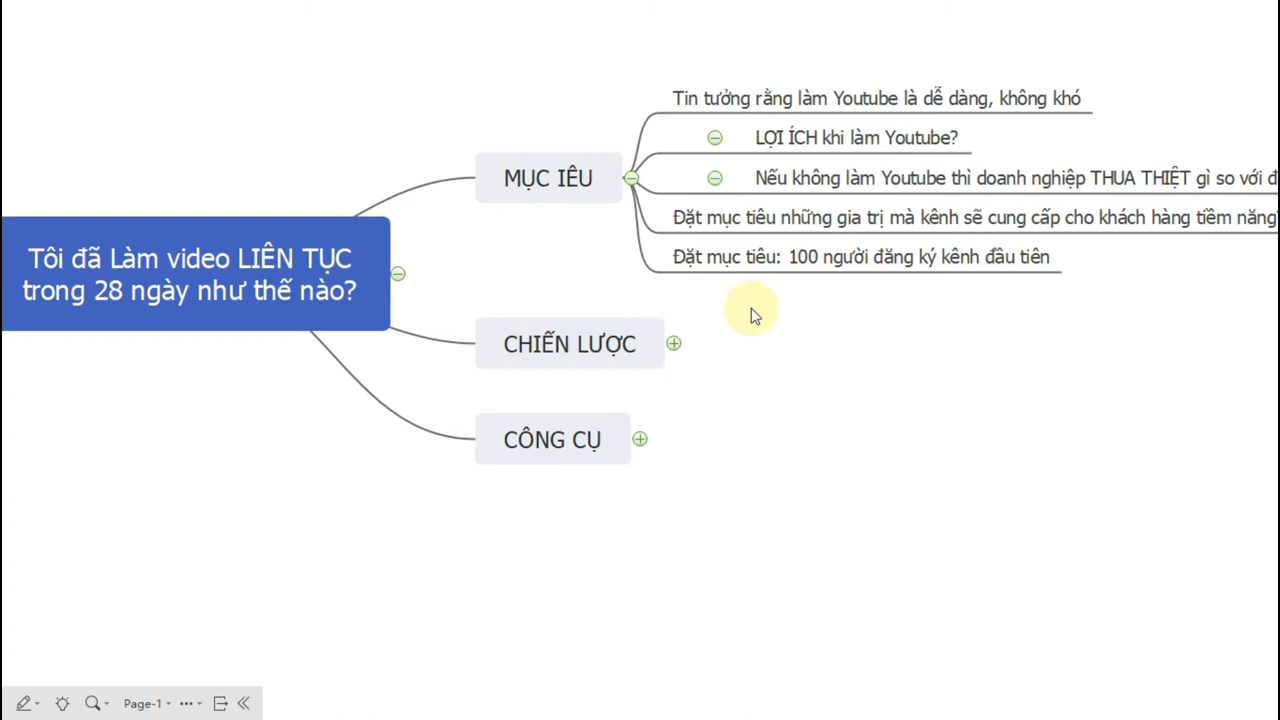 Tôi đã Làm video LIÊN TỤC
trong 28 ngày như thế nào?
MỤC IÊU
Tin tưởng rằng làm Youtube là dễ dàng, không khó
LỢI ÍCH khi làm Youtube?
Nếu không làm Youtube thì doanh nghiệp THUA THIỆT gì so với đ
Đặt mục tiêu những gia trị mà kênh sẽ cung cấp cho khách hàng tiềm năng
Đặt mục tiêu: 100 người đăng ký kênh đầu tiên
CHIẾN LƯỢC
CÔNG CỤ
Page-1